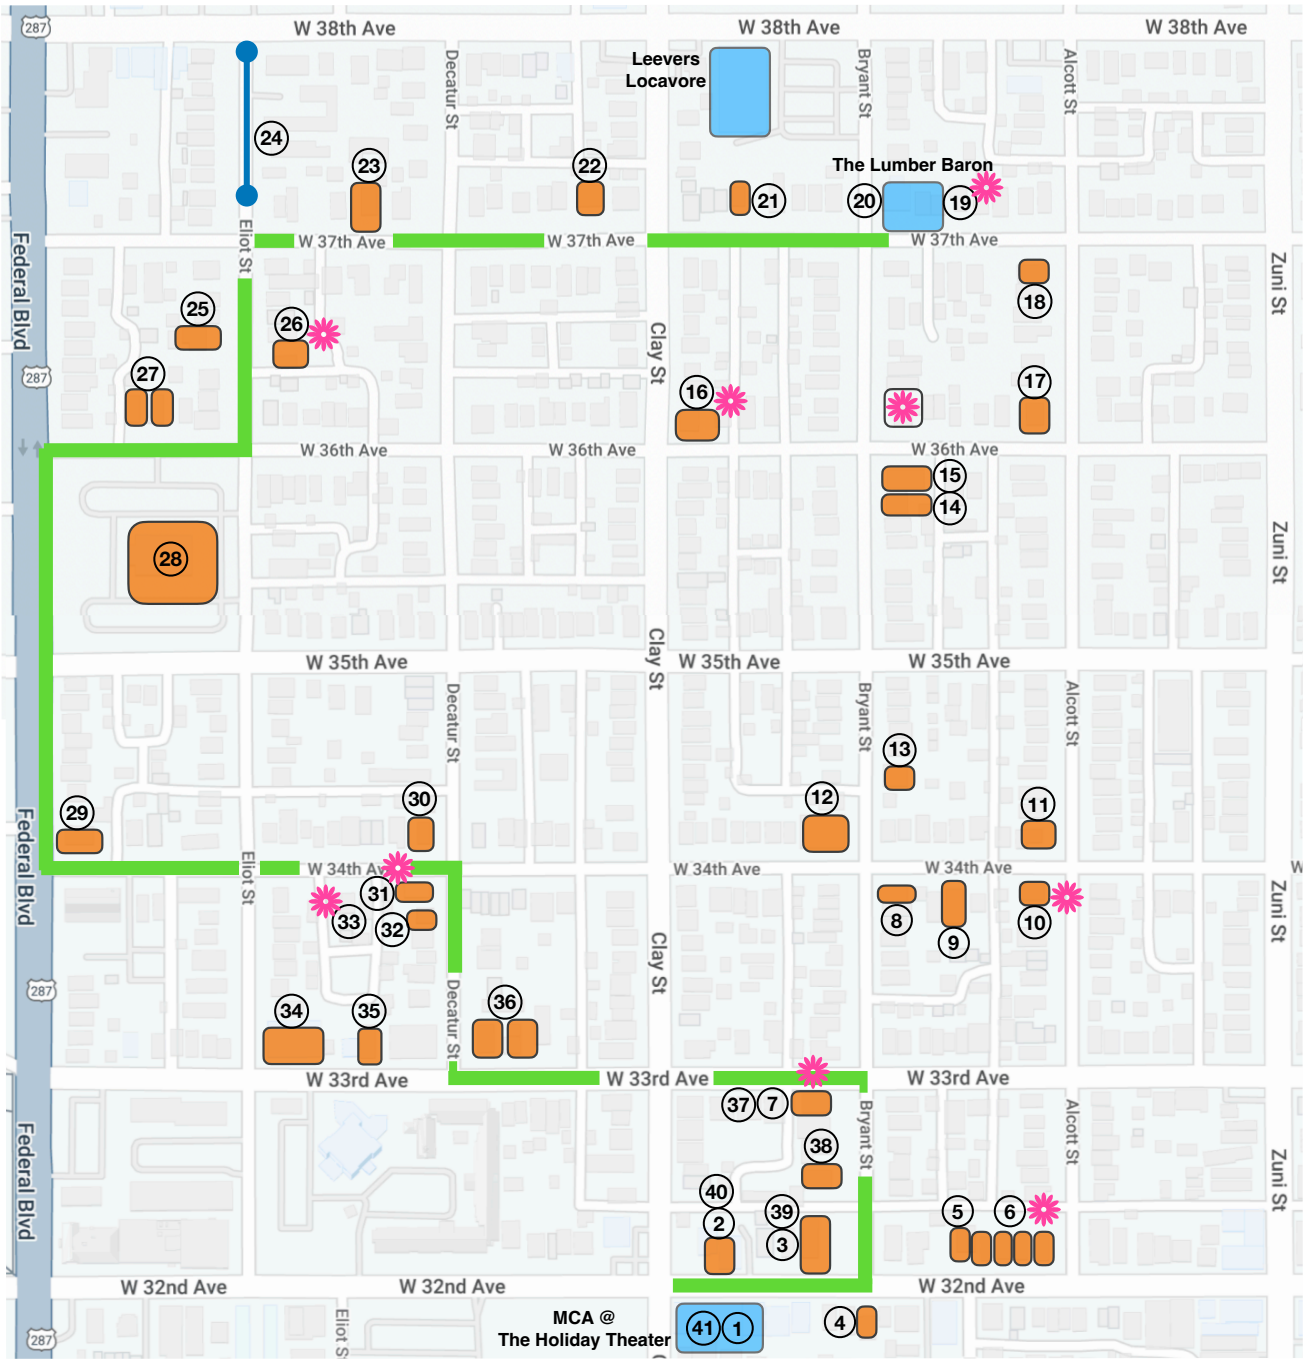 287
W 38th Ave
W 38th Ave
W 38th Ave
Leevers
Locavore
Decatur St
Bryant St
Alcott St
24
23
22
The Lumber Baron
21
20
19
Eliot St
W 37th Ave
W 37th Ave
W 37th Ave
Federal Blvd
Zuni St
18
25
26
Clay St
287
27
16
17
W 36th Ave
W 36th Ave
W 36th Ave
15
14
28
Zuni St
Clay St
W 35th Ave
W 35th Ave
W 35th Ave
Decatur St
Bryant St
Alcott St
13
29
30
12
11
Federal Blvd
Eliot St
W 34th Ave
W 34th Ave
W 34th Ave
W
31
33
32
8
9
10
Zuni St
Clay St
287
34
35
Decatur St
36
W 33rd Ave
W 33rd Ave
W 33rd Ave
37
7
Bryant St
Alcott St
38
Federal Blvd
Zuni St
40
2
39
3
5
6
W 32nd Ave
W 32nd Ave
W 32nd Ave
287
Eliot St
MCA @
The Holiday Theater
41
1
4